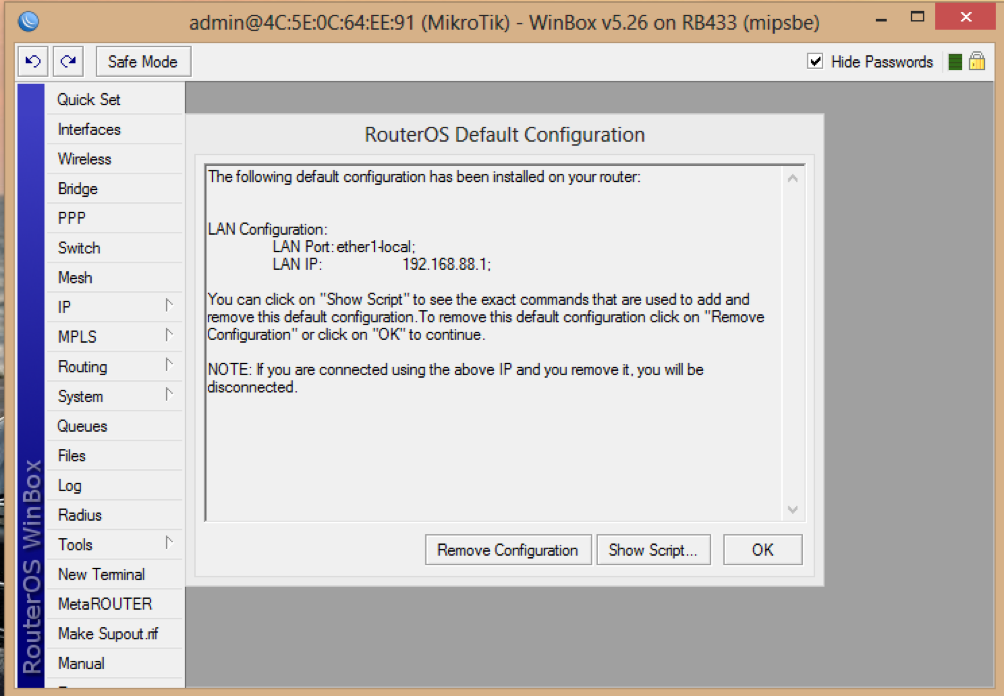 admin@4C:5E:0C:64:EE:91 (MikroTik) - WinBox v5.26 on RB433 (mipsbe)
Safe Mode
Hide Passwords
Quick Set
Interfaces
Wireless
Bridge
PPP
Switch
Mesh
IP
MPLS
Routing
System
Queues
Files
Log
Radius
Tools
New Terminal
MetaROUTER
Make Supout.rif
Manual
RouterOS WinBox
RouterOS Default Configuration
The following default configuration has been installed on your router:
LAN Configuration:
LAN Port: ether1-local;
LAN IP: 192.168.88.1;
You can click on "Show Script" to see the exact commands that are used to add and
remove this default configuration.To remove this default configuration click on "Remove
Configuration" or click on "OK" to continue.
NOTE: If you are connected using the above IP and you remove it, you will be
disconnected.
Remove Configuration
Show Script...
OK